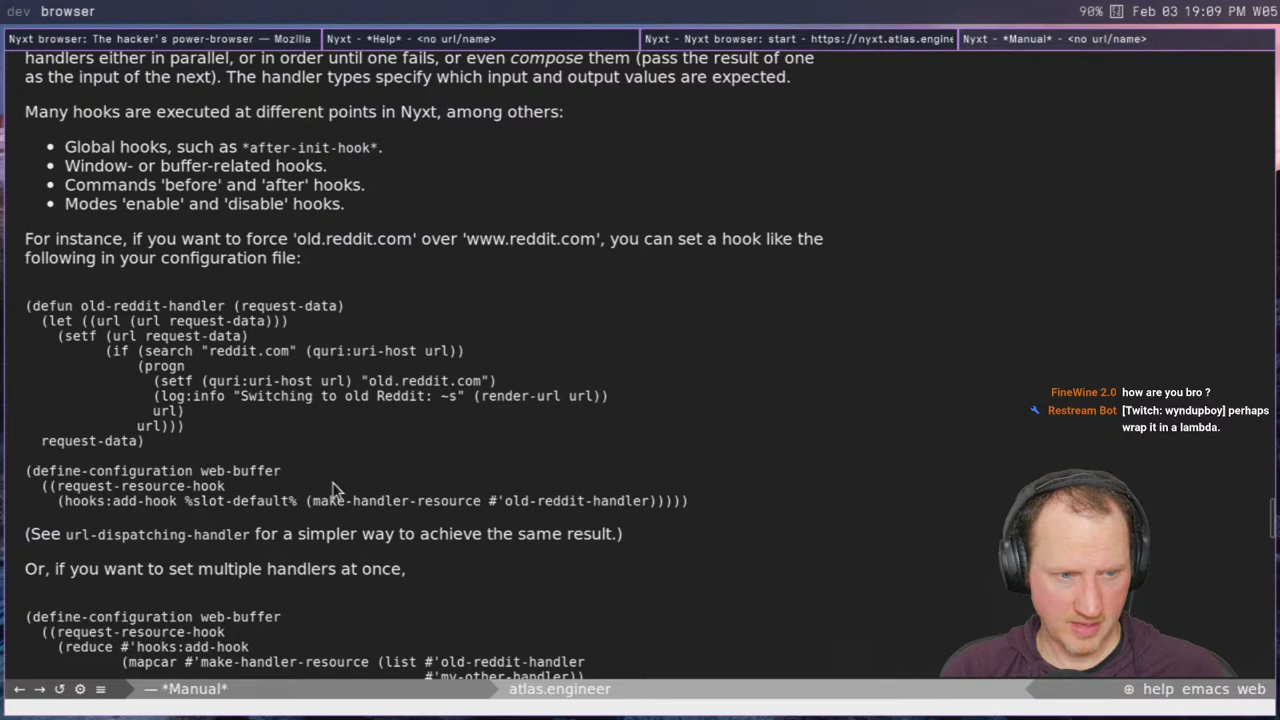 dev browser
90% Feb 03 19:09 PM W05
Nyxt browser: The hacker's power-browser — Mozilla
Nyxt - *Help* - <no url/name>
Nyxt - Nyxt browser: start - https://nyxt.atlas.engine
Nyxt - *Manual* - <no url/name>
handlers either in parallel, or in order until one fails, or even compose them (pass the result of one
as the input of the next). The handler types specify which input and output values are expected.
Many hooks are executed at different points in Nyxt, among others:
• Global hooks, such as *after-init-hook*.
• Window- or buffer-related hooks.
• Commands 'before' and 'after' hooks.
• Modes 'enable' and 'disable' hooks.
For instance, if you want to force 'old.reddit.com' over 'www.reddit.com', you can set a hook like the
following in your configuration file:
(defun old-reddit-handler (request-data)
  (let ((url (url request-data)))
    (setf (url request-data)
          (if (search "reddit.com" (quri:uri-host url))
              (progn
                (setf (quri:uri-host url) "old.reddit.com")
                (log:info "Switching to old Reddit: ~s" (render-url url))
                url)
              url)))
  request-data)
(define-configuration web-buffer
  ((request-resource-hook
    (hooks:add-hook %slot-default% (make-handler-resource #'old-reddit-handler)))))
(See url-dispatching-handler for a simpler way to achieve the same result.)
Or, if you want to set multiple handlers at once,
(define-configuration web-buffer
  ((request-resource-hook
    (reduce #'hooks:add-hook
            (mapcar #'make-handler-resource (list #'old-reddit-handler
                                                  #'my-other-handler))
FineWine 2.0 how are you bro ?
Restream Bot [Twitch: wyndupboy] perhaps
wrap it in a lambda.
← → ↺ ⚙ ≡ — *Manual* atlas.engineer ⊕ help emacs web